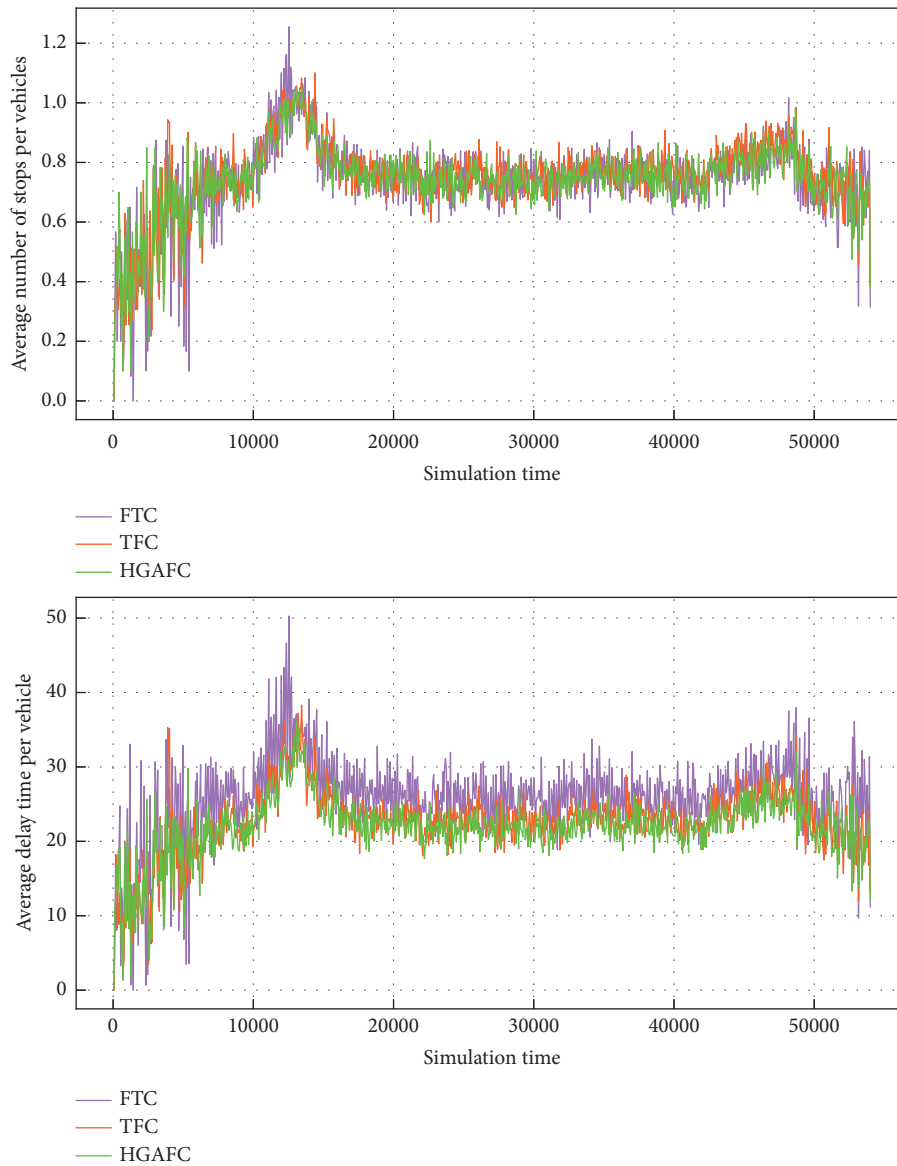 Average number of stops per vehicles
1.2
1.0
0.8
0.6
0.4
0.2
0.0
0 10000 20000 30000 40000 50000
Simulation time
FTC
TFC
HGAFC
Average delay time per vehicle
50
40
30
20
10
0
0 10000 20000 30000 40000 50000
Simulation time
FTC
TFC
HGAFC